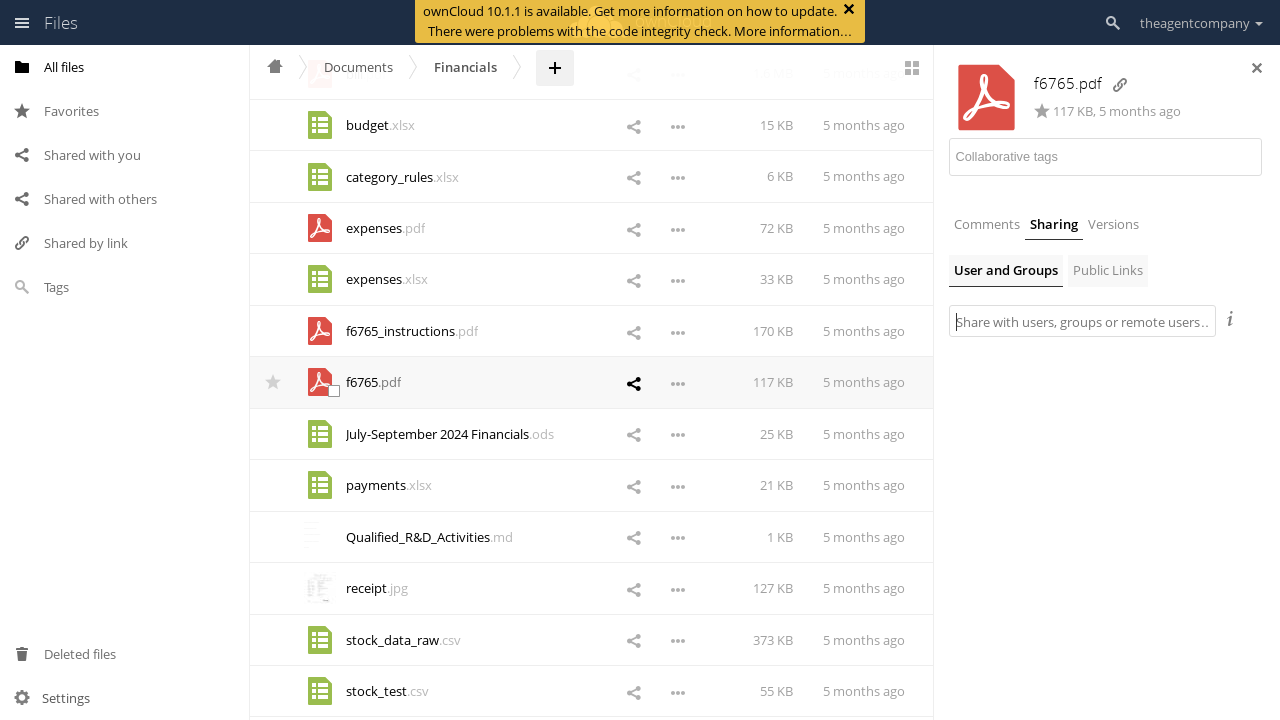 Files
ownCloud 10.1.1 is available. Get more information on how to update.
There were problems with the code integrity check. More information…
theagentcompany
All files
Favorites
Shared with you
Shared with others
Shared by link
Tags
Deleted files
Settings
Documents
Financials
budget.xlsx 15 KB 5 months ago
category_rules.xlsx 6 KB 5 months ago
expenses.pdf 72 KB 5 months ago
expenses.xlsx 33 KB 5 months ago
f6765_instructions.pdf 170 KB 5 months ago
f6765.pdf 117 KB 5 months ago
July-September 2024 Financials.ods 25 KB 5 months ago
payments.xlsx 21 KB 5 months ago
Qualified_R&D_Activities.md 1 KB 5 months ago
receipt.jpg 127 KB 5 months ago
stock_data_raw.csv 373 KB 5 months ago
stock_test.csv 55 KB 5 months ago
f6765.pdf
117 KB, 5 months ago
Collaborative tags
Comments Sharing Versions
User and Groups Public Links
Share with users, groups or remote users…